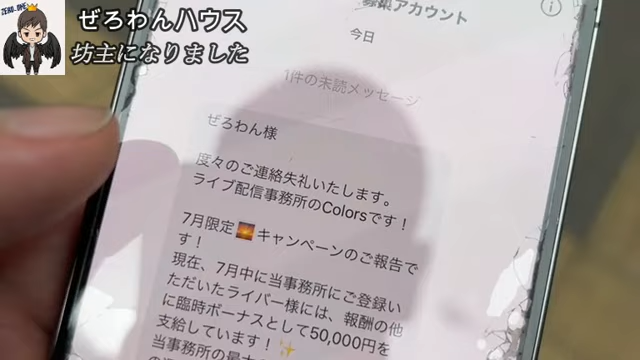 ZERO_ONE
ぜろわんハウス
坊主になりました
募集アカウント
今日
1件の未読メッセージ
ぜろわん様
度々のご連絡失礼いたします。
ライブ配信事務所のColorsです！
7月限定🌇キャンペーンのご報告で
す！
現在、7月中に当事務所にご登録い
ただいたライバー様には、報酬の他
に臨時ボーナスとして50,000円を
支給しています！✨
当事務所の最大の